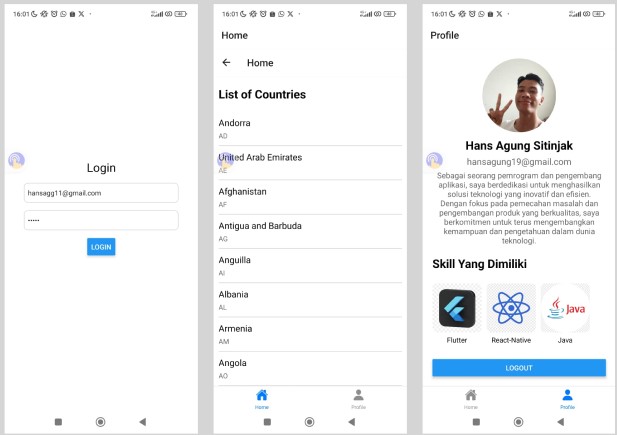 16:01
Login
hansagg11@gmail.com
•••••
LOGIN
16:01
Home
Home
List of Countries
Andorra
AD
United Arab Emirates
AE
Afghanistan
AF
Antigua and Barbuda
AG
Anguilla
AI
Albania
AL
Armenia
AM
Angola
AO
Home
Profile
16:01
Profile
Hans Agung Sitinjak
hansagung19@gmail.com
Sebagai seorang pemrogram dan pengembang
aplikasi, saya berdedikasi untuk menghasilkan
solusi teknologi yang inovatif dan efisien.
Dengan fokus pada pemecahan masalah dan
pengembangan produk yang berkualitas, saya
berkomitmen untuk terus mengembangkan
kemampuan dan pengetahuan dalam dunia
teknologi.
Skill Yang Dimiliki
Java
Flutter
React-Native
Java
LOGOUT
Home
Profile